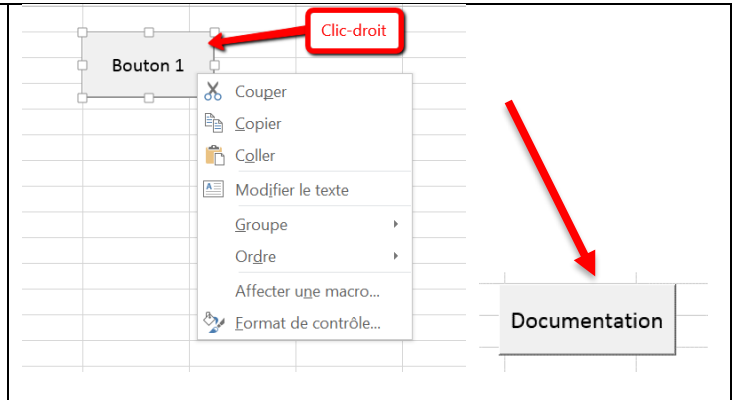 Clic-droit
Bouton 1
Couper
Copier
Coller
Modifier le texte
Groupe
Ordre
Affecter une macro...
Format de contrôle...
Documentation